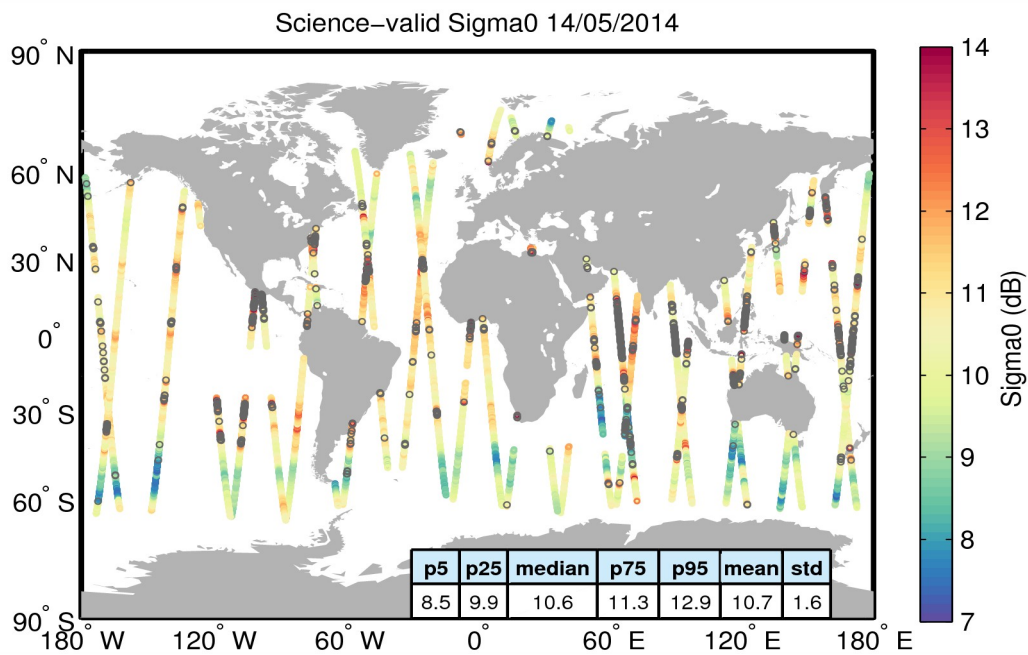 Science−valid Sigma0 14/05/2014
90° N
60° N
30° N
0°
30° S
60° S
90° S
180° W
120° W
60° W
0°
60° E
120° E
180° E
p5 p25 median p75 p95 mean std
8.5 9.9 10.6 11.3 12.9 10.7 1.6
14
13
12
11
10
9
8
7
Sigma0 (dB)